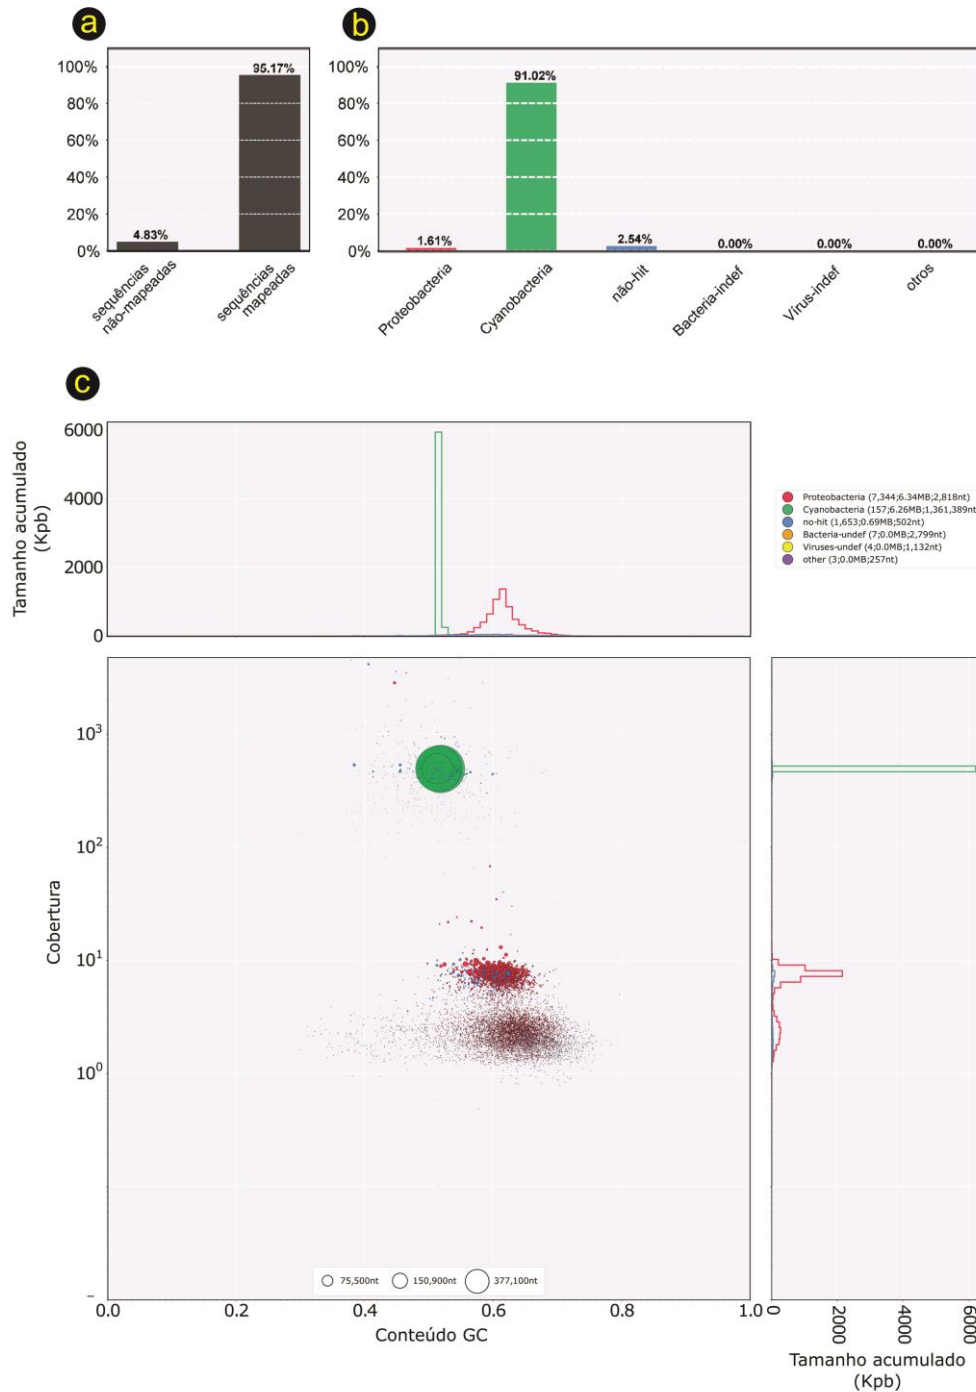 a
b
100%
80%
60%
40%
20%
0%
4.83%
95.17%
sequências
não-mapeadas
sequências
mapeadas
100%
80%
60%
40%
20%
0%
1.61%
91.02%
2.54%
0.00%
0.00%
0.00%
Proteobacteria
Cyanobacteria
não-hit
Bacteria-indef
Vírus-indef
otros
c
Tamanho acumulado
(Kpb)
6000
4000
2000
0
Proteobacteria (7,344;6.34MB;2,818nt)
Cyanobacteria (157;6.26MB;1,361,389nt
no-hit (1,653;0.69MB;502nt)
Bacteria-undef (7;0.0MB;2,799nt)
Viruses-undef (4;0.0MB;1,132nt)
other (3;0.0MB;257nt)
Cobertura
10³
10²
10¹
10⁰
–
75,500nt
150,900nt
377,100nt
0.0
0.2
0.4
0.6
0.8
1.0
Conteúdo GC
0
2000
4000
6000
Tamanho acumulado
(Kpb)